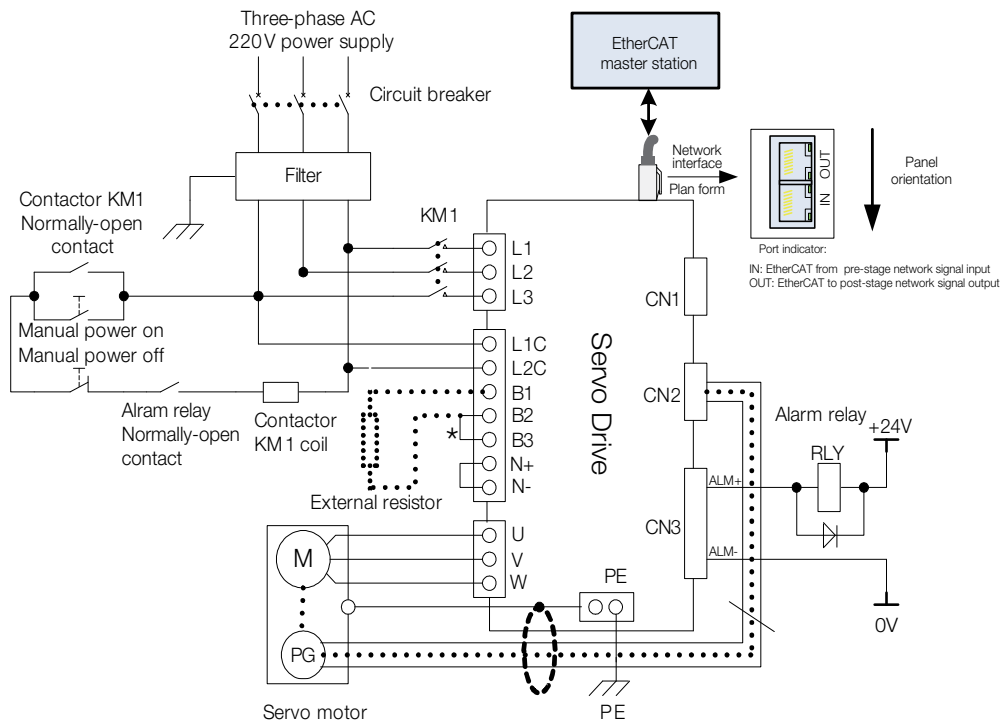 Three-phase AC
220V power supply
Circuit breaker
Filter
EtherCAT
master station
Network
interface
Plan form
OUT
IN
Panel
orientation
Port indicator:
IN: EtherCAT from pre-stage network signal input
OUT: EtherCAT to post-stage network signal output
Contactor KM1
Normally-open
contact
KM1
L1
L2
L3
Manual power on
Manual power off
L1C
L2C
B1
B2
*
B3
N+
N-
Alram relay
Normally-open
contact
Contactor
KM1 coil
External resistor
Servo Drive
CN1
CN2
CN3
Alarm relay
+24V
RLY
ALM+
ALM-
0V
U
V
W
M
PG
PE
PE
Servo motor